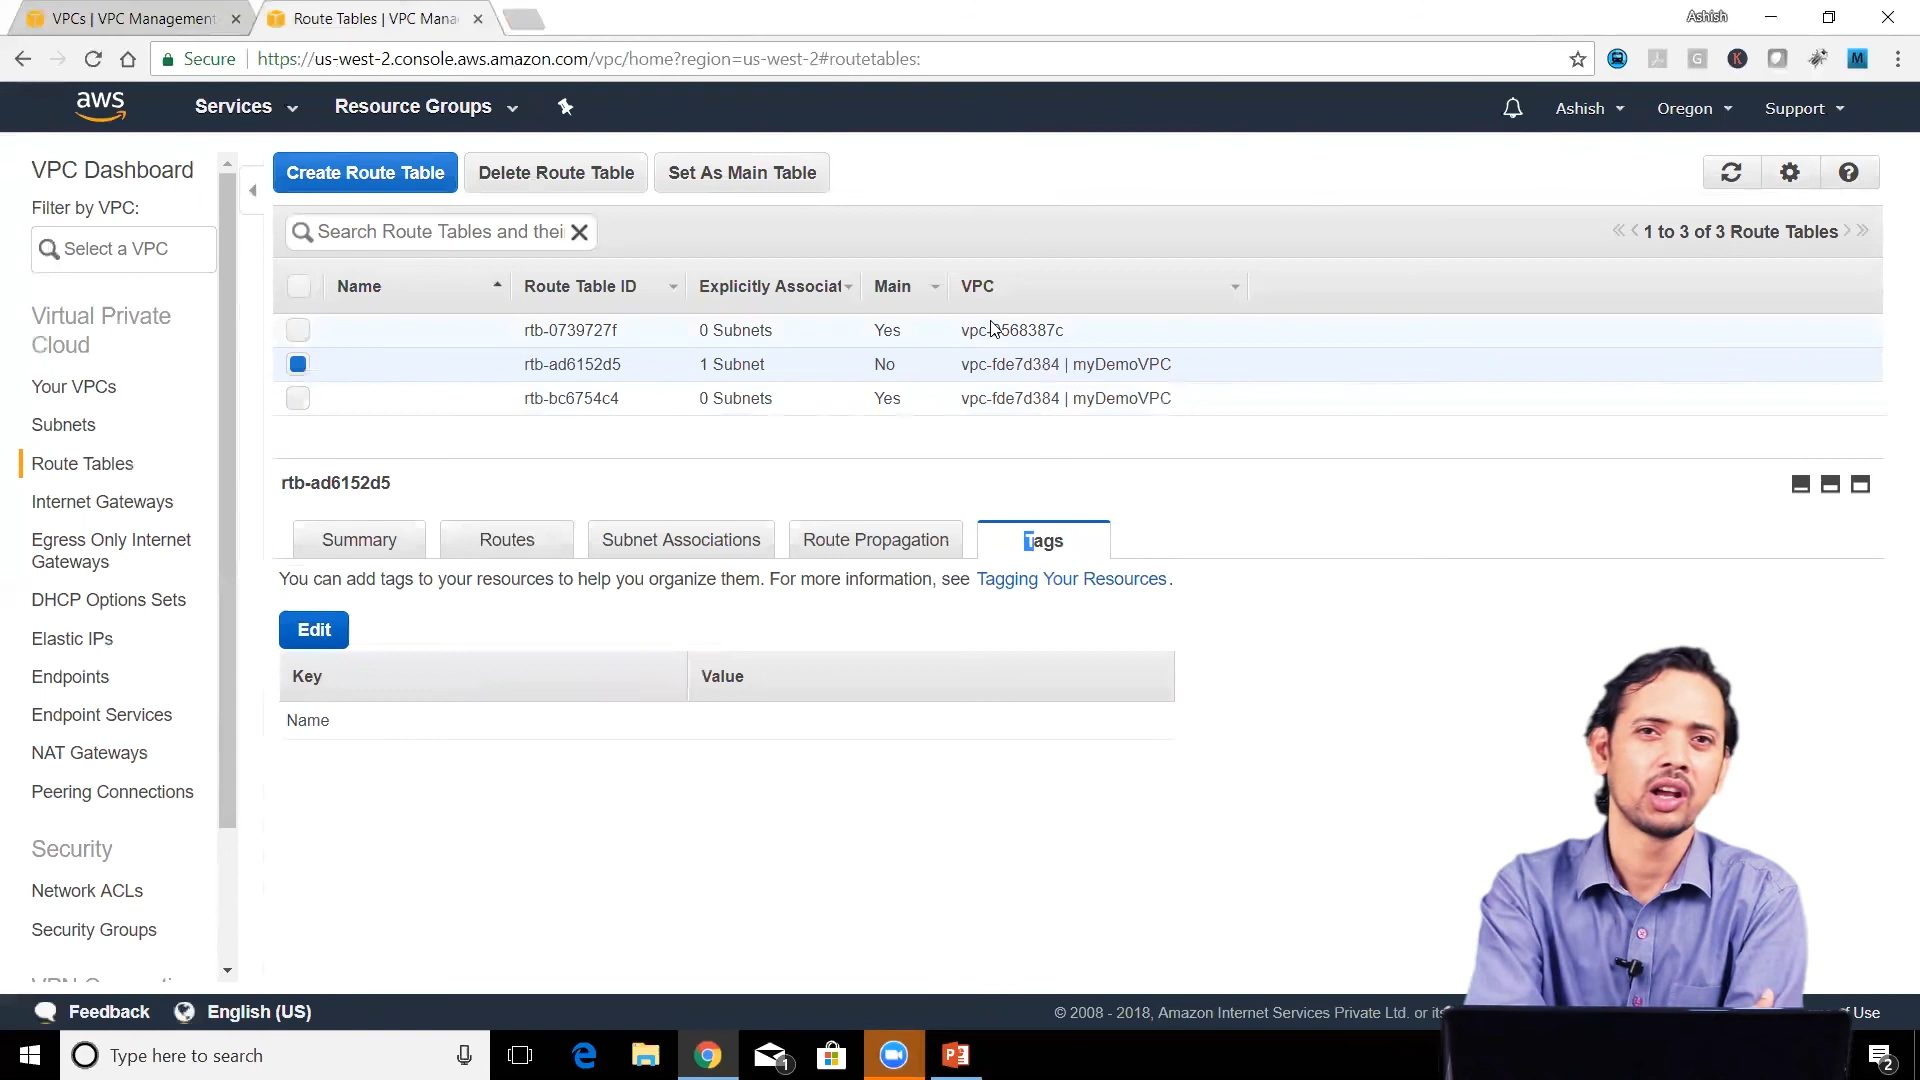 VPCs | VPC Management
Route Tables | VPC Mana
Ashish
Secure
https://us-west-2.console.aws.amazon.com/vpc/home?region=us-west-2#routetables:
aws
Services
Resource Groups
Ashish
Oregon
Support
VPC Dashboard
Filter by VPC:
Select a VPC
Virtual Private
Cloud
Your VPCs
Subnets
Route Tables
Internet Gateways
Egress Only Internet
Gateways
DHCP Options Sets
Elastic IPs
Endpoints
Endpoint Services
NAT Gateways
Peering Connections
Security
Network ACLs
Security Groups
Create Route Table
Delete Route Table
Set As Main Table
Search Route Tables and thei
1 to 3 of 3 Route Tables
Name Route Table ID Explicitly Associat Main VPC
rtb-0739727f 0 Subnets Yes
rtb-ad6152d5 1 Subnet No vpc-fde7d384 | myDemoVPC
rtb-bc6754c4 0 Subnets Yes vpc-fde7d384 | myDemoVPC
rtb-ad6152d5
Summary
Routes
Subnet Associations
Route Propagation
Tags
You can add tags to your resources to help you organize them. For more information, see Tagging Your Resources.
Edit
Key Value
Name
Feedback
English (US)
© 2008 - 2018, Amazon Internet Services Private Ltd. or
Use
Type here to search
1
2